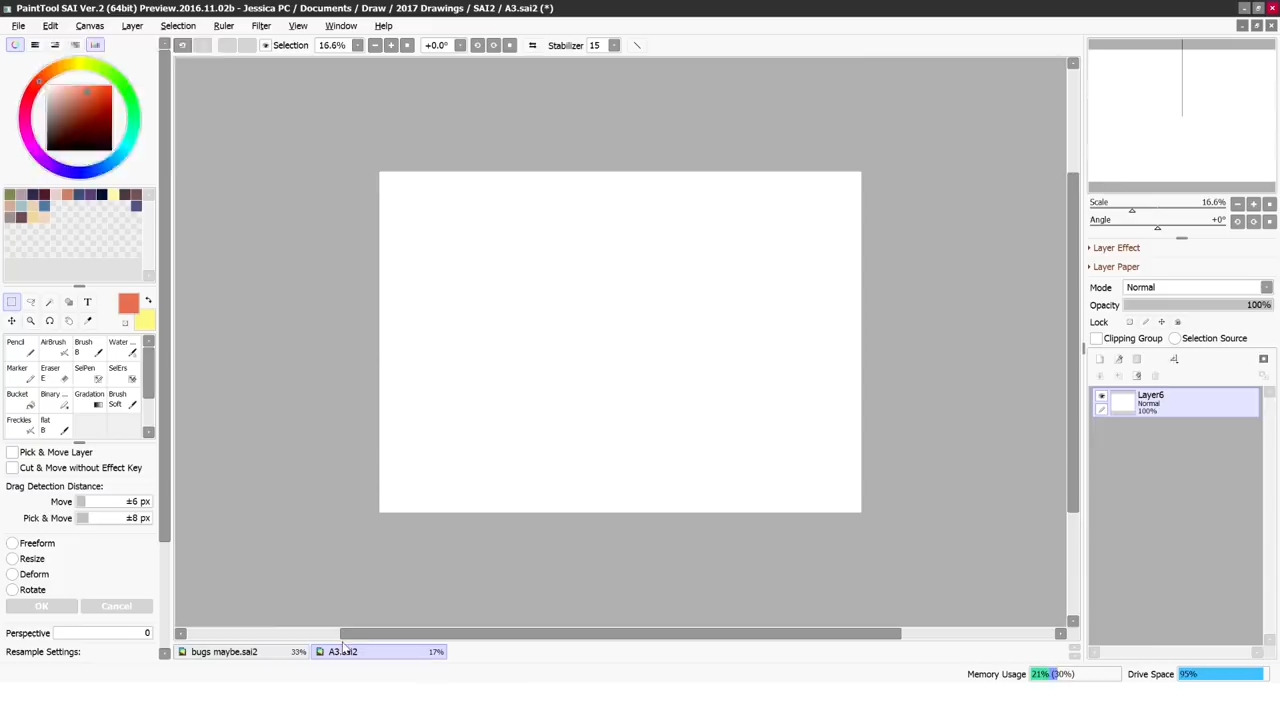 PaintTool SAI Ver.2 (64bit) Preview.2016.11.02b - Jessica PC / Documents / Draw / 2017 Drawings / SAI2 / A3.sai2 (*)
File Edit Canvas Layer Selection Ruler Filter View Window Help
Selection 16.6% +0.0° Stabilizer 15
Scale 16.6%
Angle +0°
Layer Effect
Layer Paper
Mode Normal
Opacity 100%
Lock
Clipping Group Selection Source
Layer6
Normal
100%
T
Pencil AirBrush Brush Water ...
B
Marker Eraser SelPen SelErs
E
Bucket Binary ... Gradation Brush
Soft
Freckles flat
B
Pick & Move Layer
Cut & Move without Effect Key
Drag Detection Distance:
Move ±6 px
Pick & Move ±8 px
Freeform
Resize
Deform
Rotate
OK Cancel
Perspective 0
Resample Settings:
bugs maybe.sai2 33% A3.sai2 17%
Memory Usage 21% (30%) Drive Space 95%